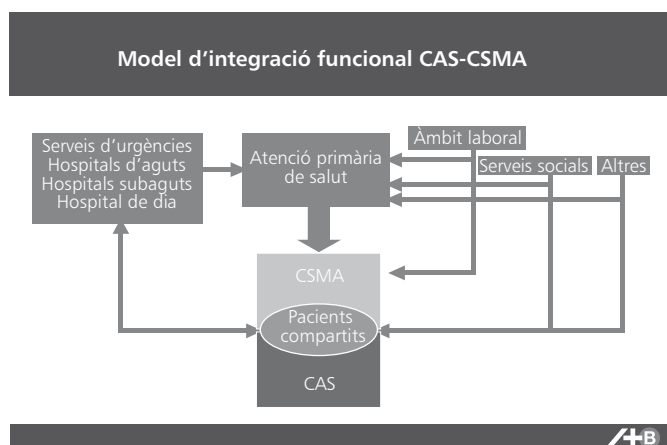 Model d'integració funcional CAS-CSMA
Serveis d'urgències
Hospitals d'aguts
Hospitals subaguts
Hospital de dia
Atenció primària
de salut
Àmbit laboral
Serveis socials
Altres
CSMA
Pacients
compartits
CAS
B